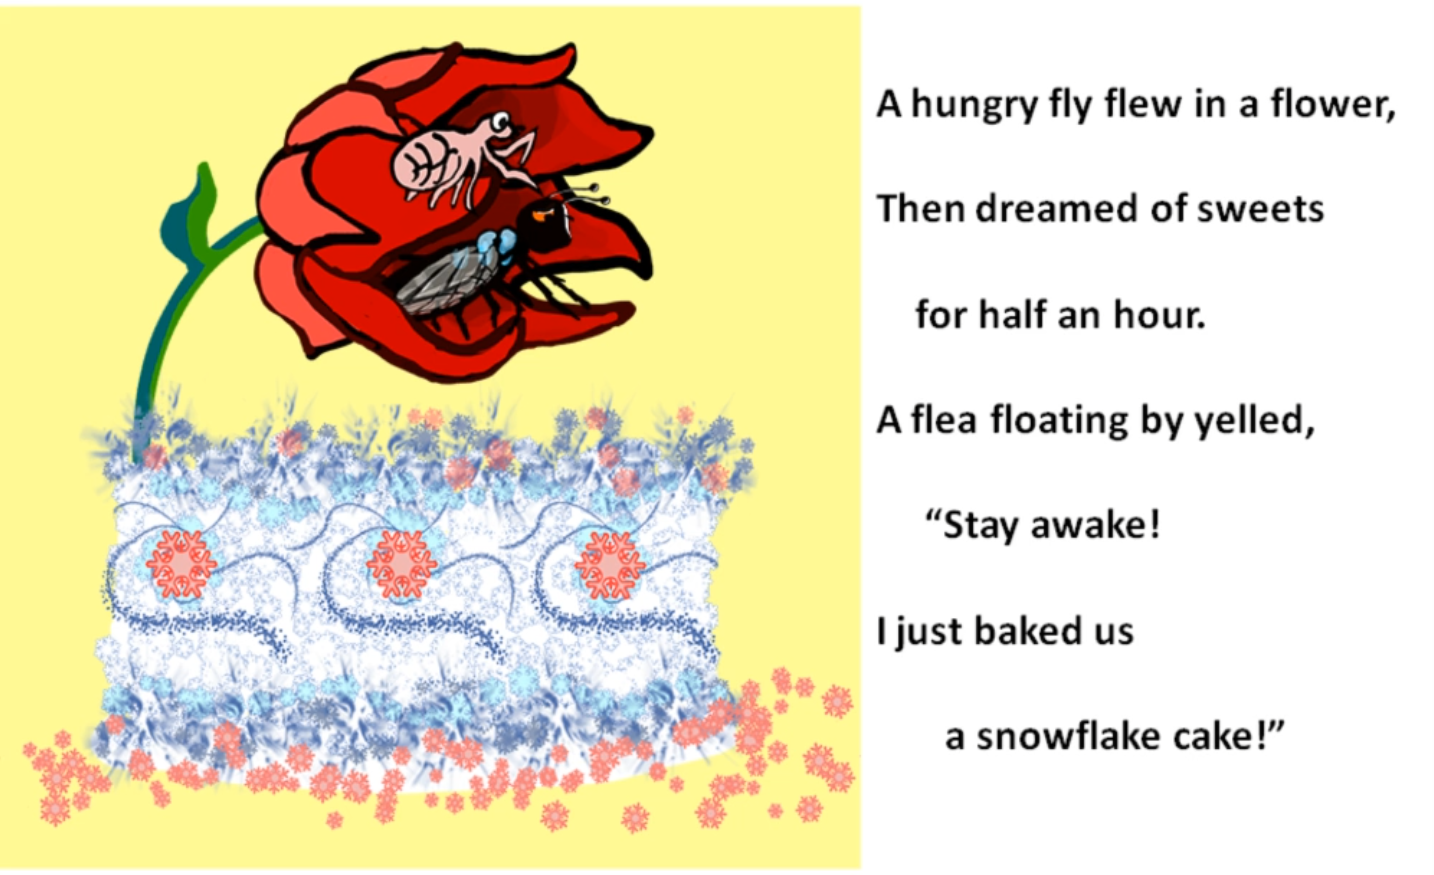 A hungry fly flew in a flower,
Then dreamed of sweets
for half an hour.
A flea floating by yelled,
“Stay awake!
I just baked us
a snowflake cake!”